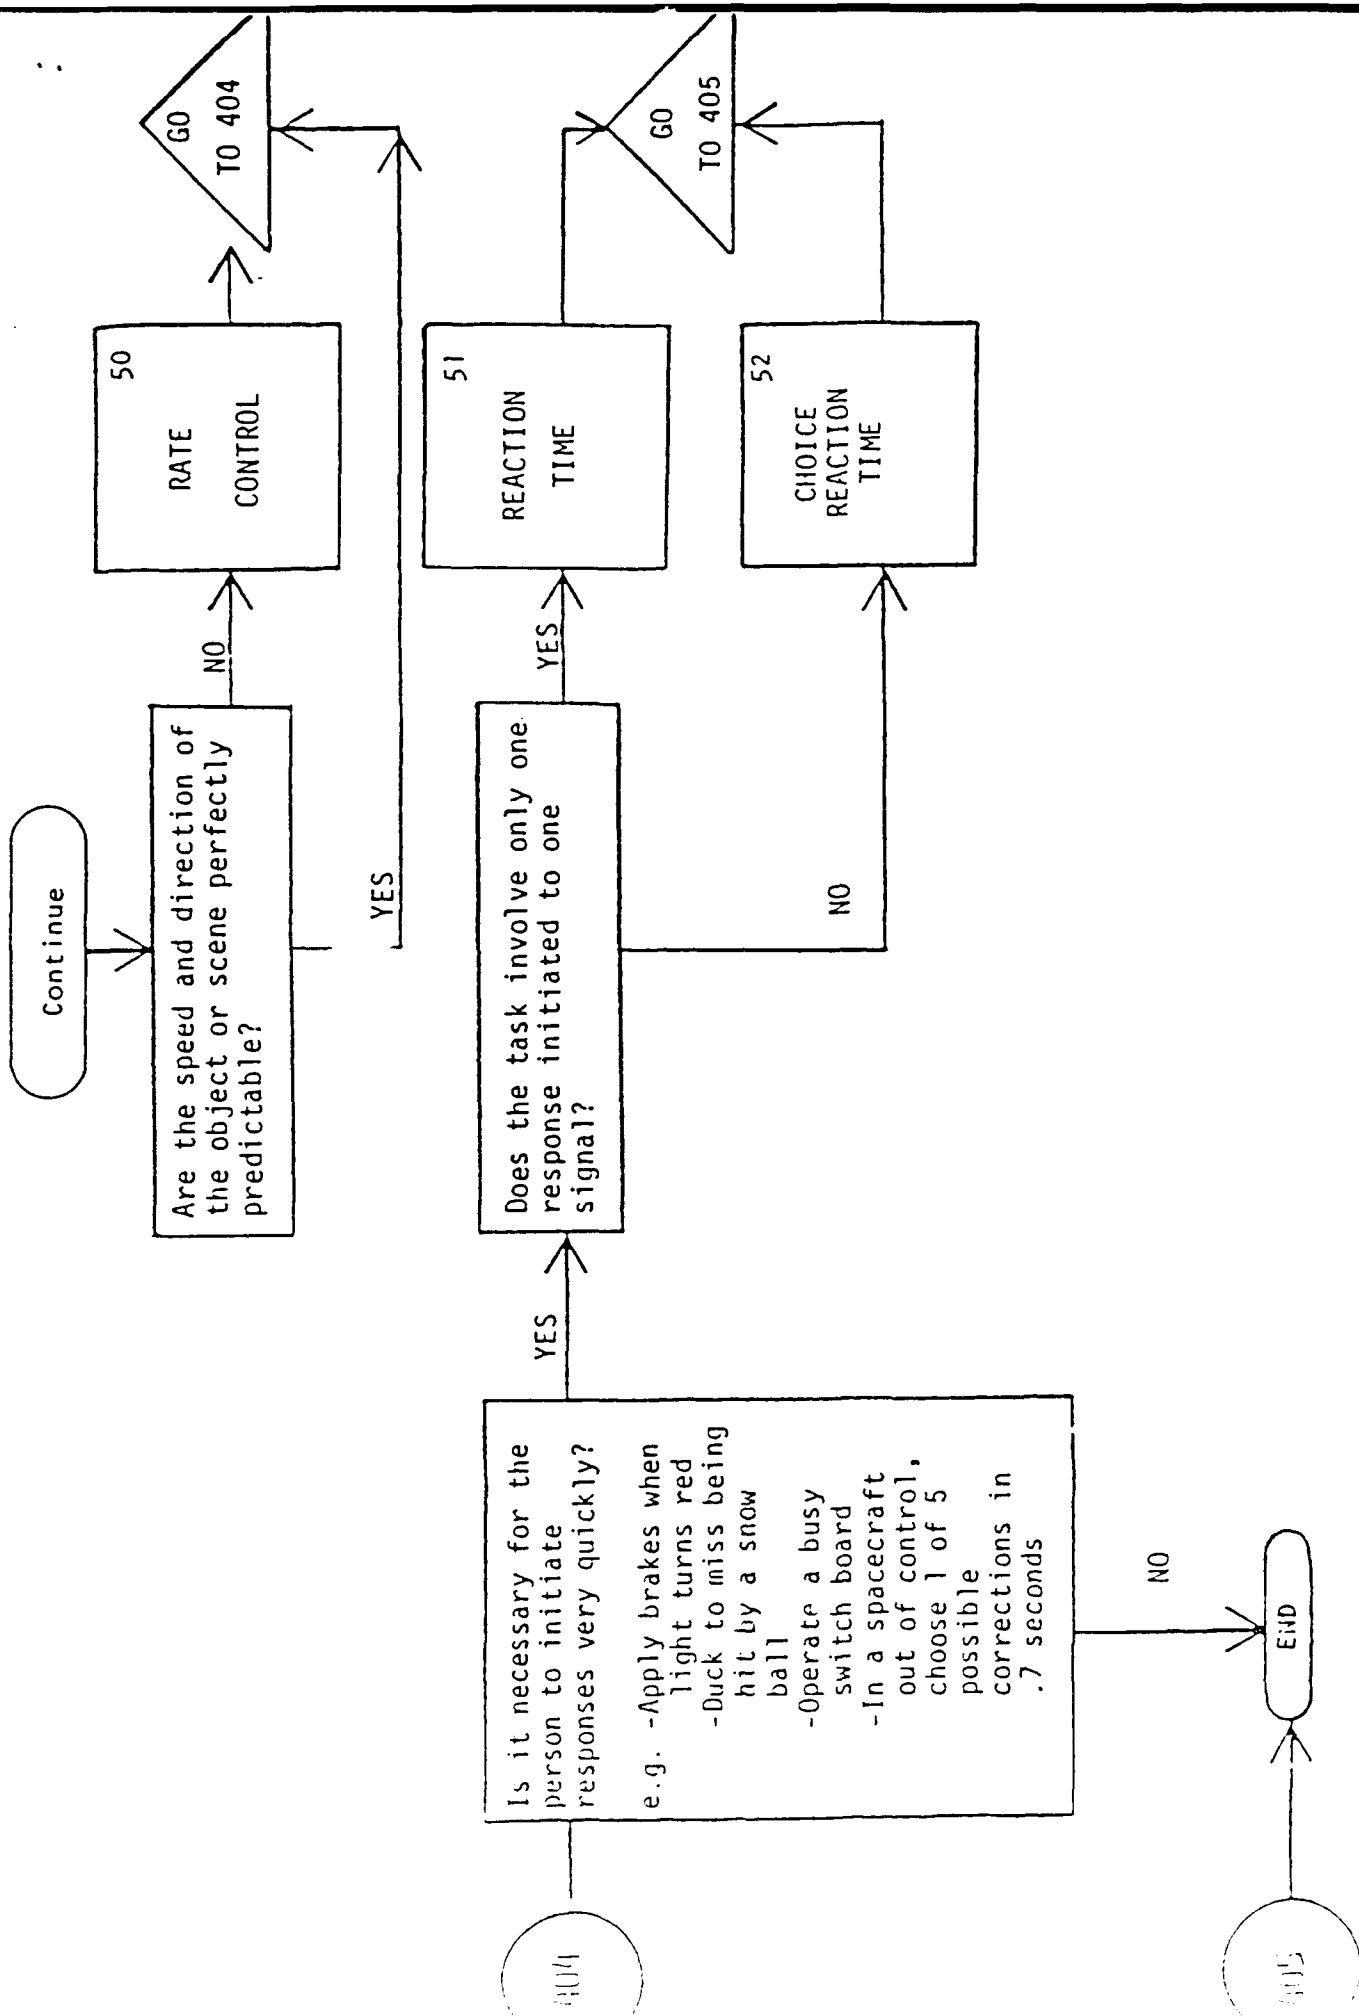 Continue
Are the speed and direction of
the object or scene perfectly
predictable?
NO
50
RATE
CONTROL
GO
TO 404
YES
404
Is it necessary for the
person to initiate
responses very quickly?
e.g. -Apply brakes when
light turns red
-Duck to miss being
hit by a snow
ball
-Operate a busy
switch board
-In a spacecraft
out of control,
choose 1 of 5
possible
corrections in
.7 seconds
YES
Does the task involve only one
response initiated to one
signal?
YES
51
REACTION
TIME
GO
TO 405
NO
52
CHOICE
REACTION
TIME
NO
405
END